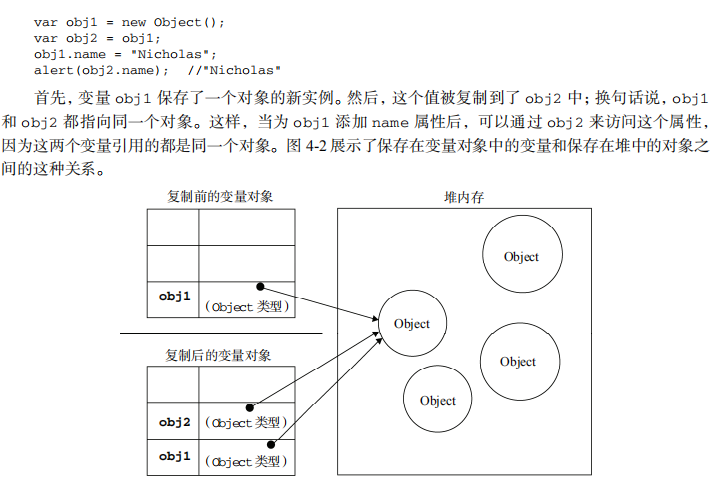 var obj1 = new Object();
var obj2 = obj1;
obj1.name = "Nicholas";
alert(obj2.name);  //"Nicholas"
首先，变量 obj1 保存了一个对象的新实例。然后，这个值被复制到了 obj2 中；换句话说，obj1
和 obj2 都指向同一个对象。这样，当为 obj1 添加 name 属性后，可以通过 obj2 来访问这个属性，
因为这两个变量引用的都是同一个对象。图 4-2 展示了保存在变量对象中的变量和保存在堆中的对象之
间的这种关系。
复制前的变量对象
堆内存
Object
obj1
（Object 类型）
Object
复制后的变量对象
Object
Object
obj2
（Object 类型）
obj1
（Object 类型）